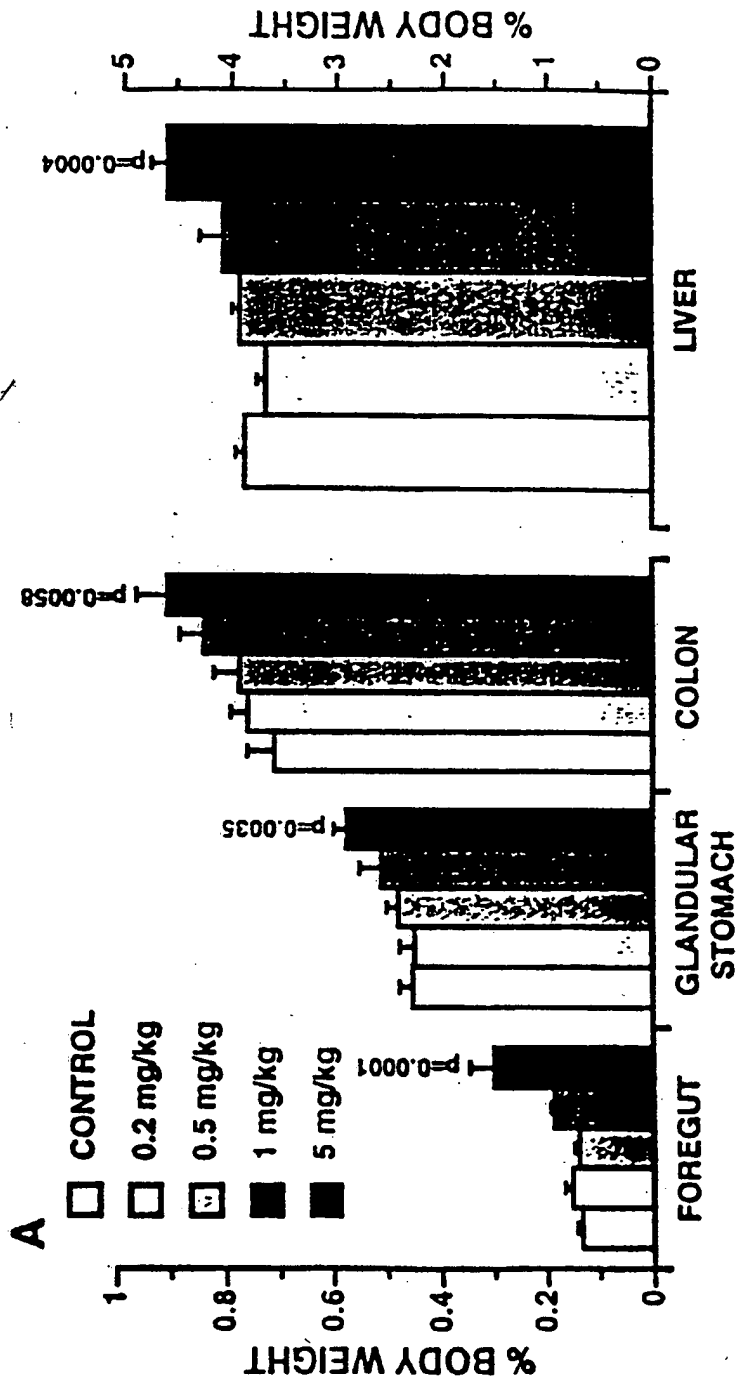 A
CONTROL
0.2 mg/kg
0.5 mg/kg
1 mg/kg
5 mg/kg
% BODY WEIGHT
1
0.8
0.6
0.4
0.2
0
p=0.0001
p=0.0035
p=0.0058
p=0.0004
FOREGUT
GLANDULAR
STOMACH
COLON
LIVER
5
4
3
2
1
0
% BODY WEIGHT